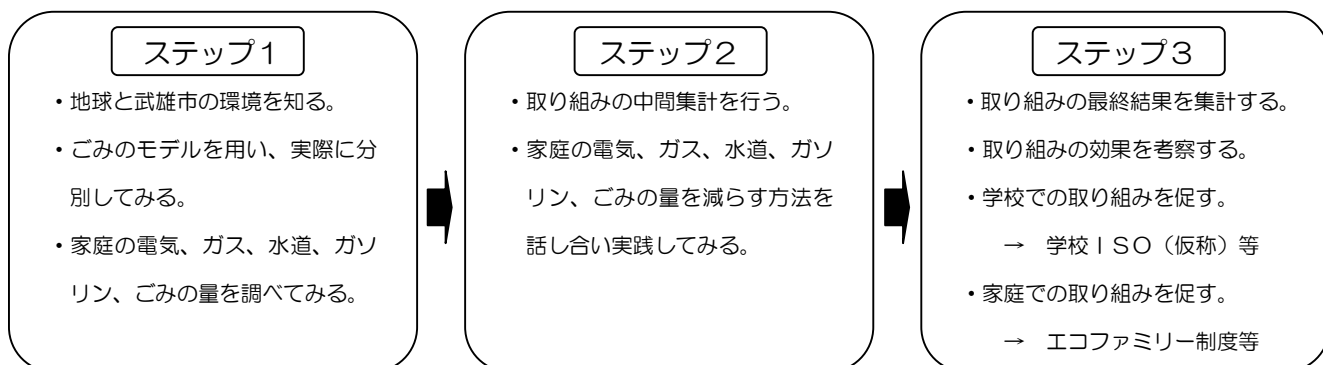 ステップ１
・地球と武雄市の環境を知る。
・ごみのモデルを用い、実際に分
別してみる。
・家庭の電気、ガス、水道、ガソ
リン、ごみの量を調べてみる。
ステップ２
・取り組みの中間集計を行う。
・家庭の電気、ガス、水道、ガソ
リン、ごみの量を減らす方法を
話し合い実践してみる。
ステップ３
・取り組みの最終結果を集計する。
・取り組みの効果を考察する。
・学校での取り組みを促す。
→　学校ＩＳＯ（仮称）等
・家庭での取り組みを促す。
→　エコファミリー制度等